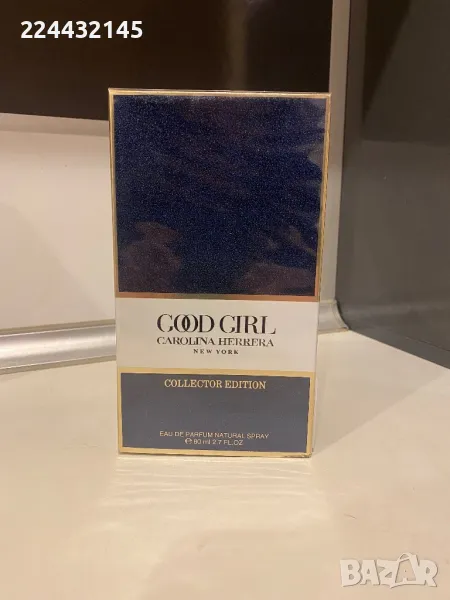 224432145
GOOD GIRL
CAROLINA HERRERA
NEW YORK
COLLECTOR EDITION
EAU DE PARFUM NATURAL SPRAY
℮ 80 ml 2.7 FL.OZ
BAZAR